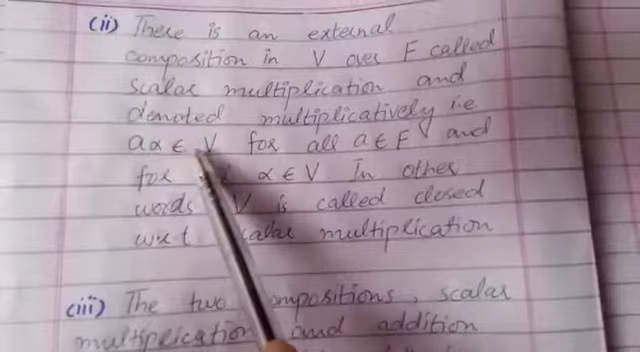 (ii) There is an external
composition in V over F called
scalar multiplication and
denoted multiplicatively i.e
aα ∈ V for all a ∈ F and
for α ∈ V In other
words V is called closed
w.r.t scalar multiplication
(iii) The two compositions, scalar
multiplication and addition